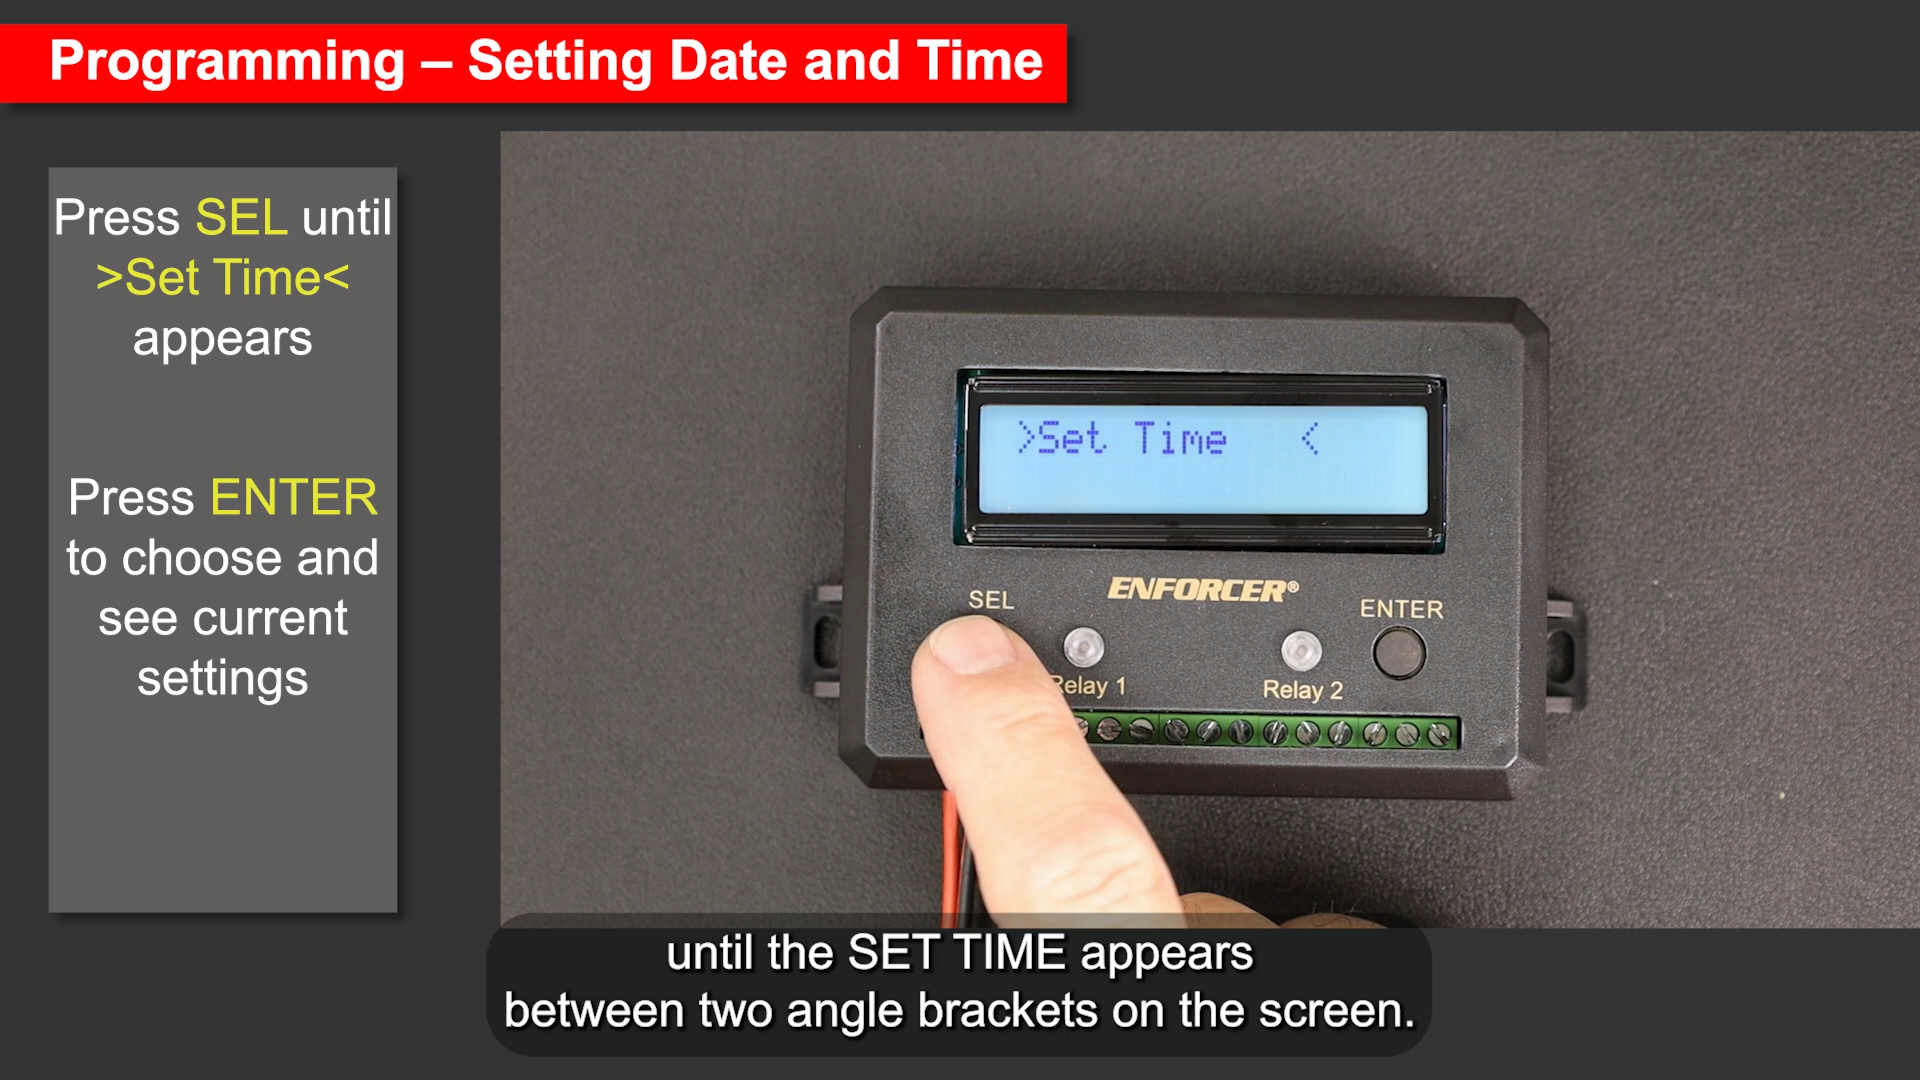 Programming – Setting Date and Time
Press SEL until
>Set Time<
appears
Press ENTER
to choose and
see current
settings
>Set Time <
ENFORCER®
SEL
ENTER
Relay 1
Relay 2
until the SET TIME appears
between two angle brackets on the screen.